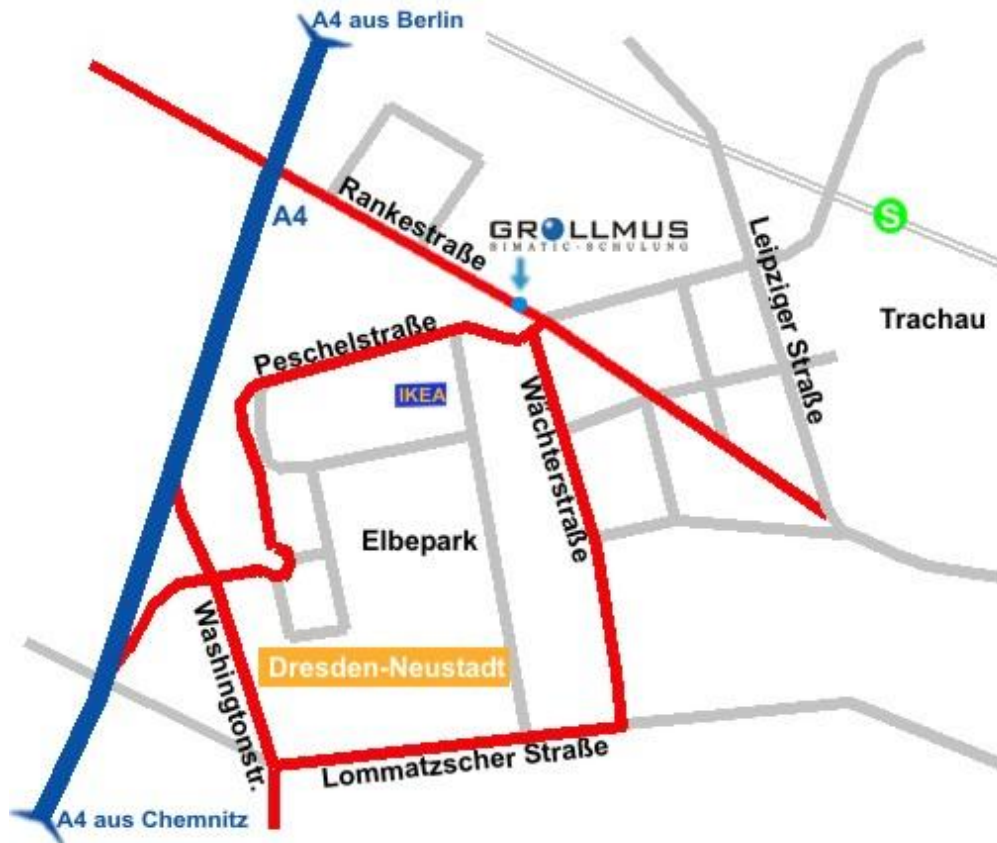 A4 aus Berlin
Rankestraße
A4
GROLLMUS
SIMATIC-SCHULUNG
S
Leipziger Straße
Trachau
Peschelstraße
IKEA
Wächterstraße
Elbepark
Washingtonstr.
Dresden-Neustadt
Lommatzscher Straße
A4 aus Chemnitz